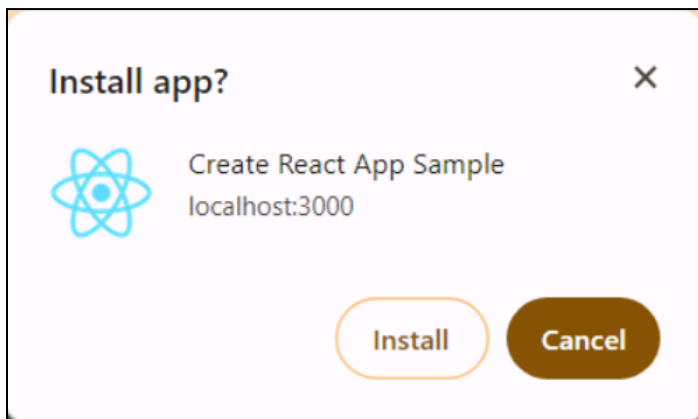 Install app?
Create React App Sample
localhost:3000
Install
Cancel